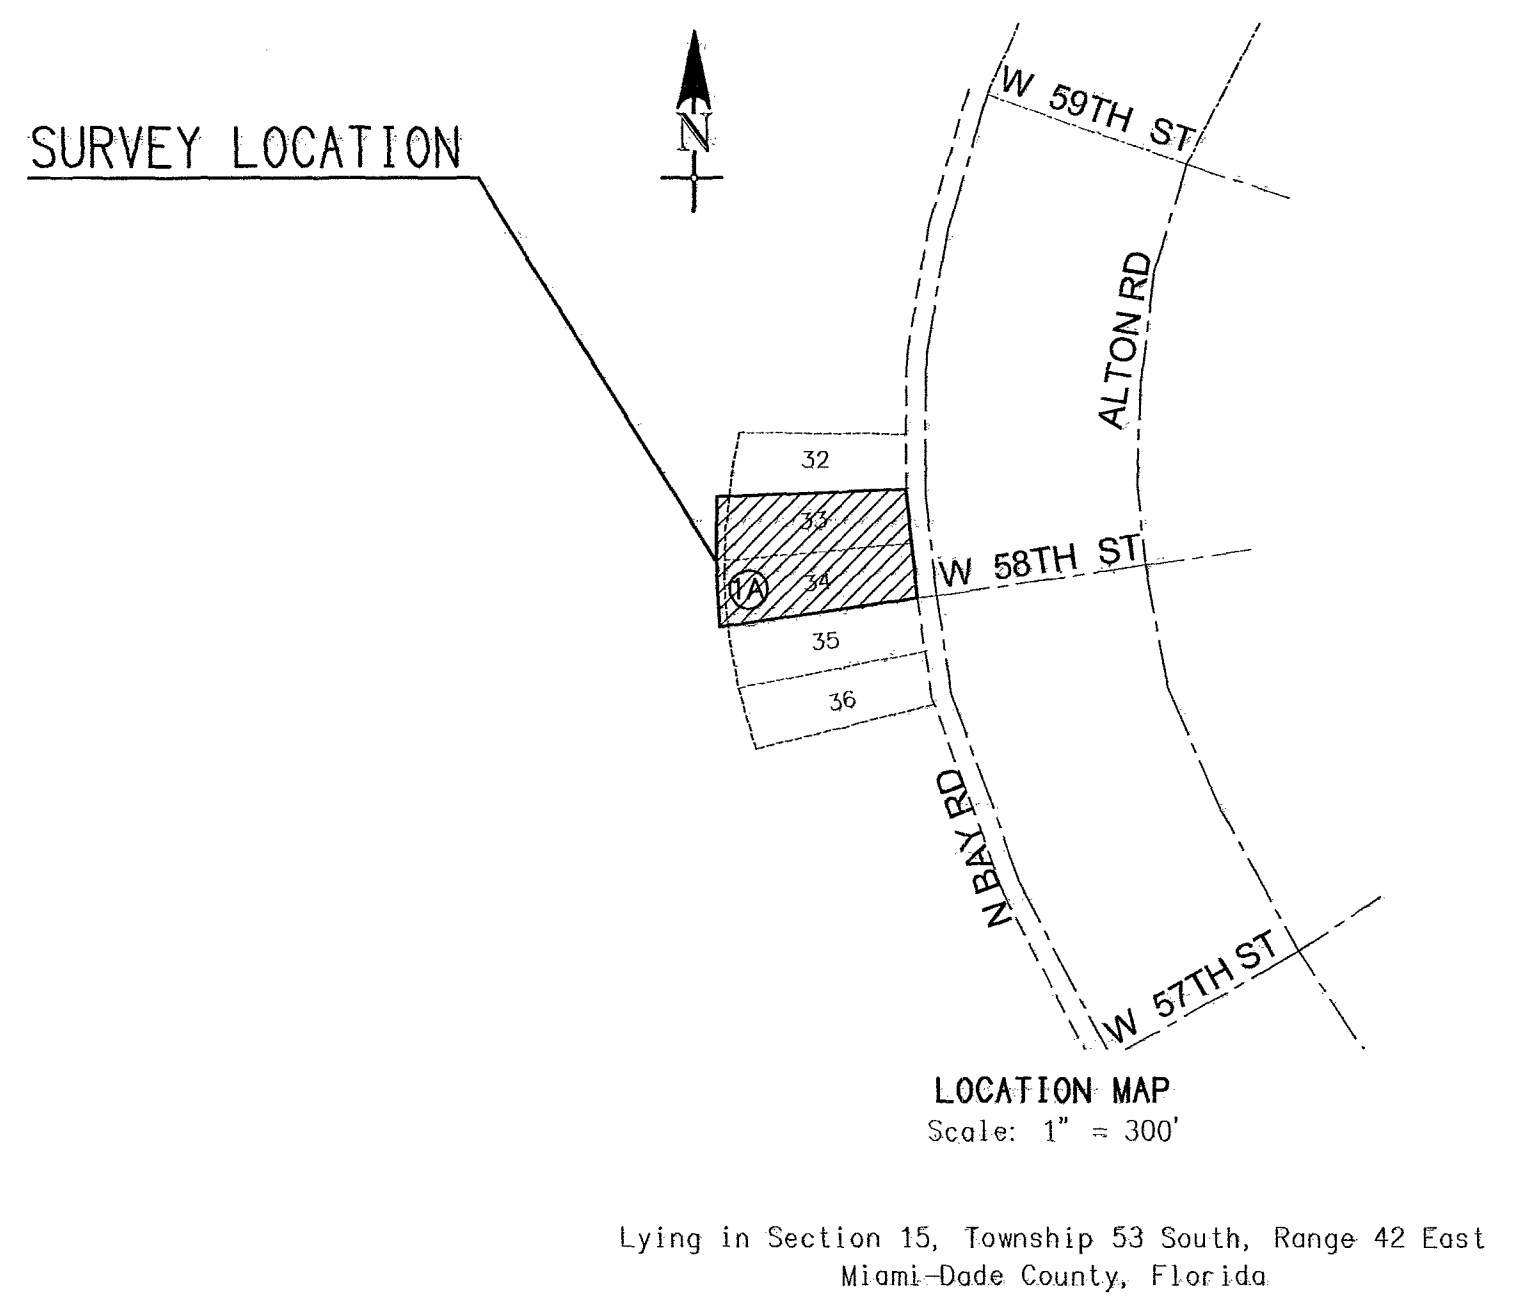 N
SURVEY LOCATION
W 59TH ST
ALTON RD
32
33
W 58TH ST
1A
34
35
36
N BAY RD
W 57TH ST
LOCATION MAP
Scale: 1" = 300'
Lying in Section 15, Township 53 South, Range 42 East
Miami-Dade County, Florida